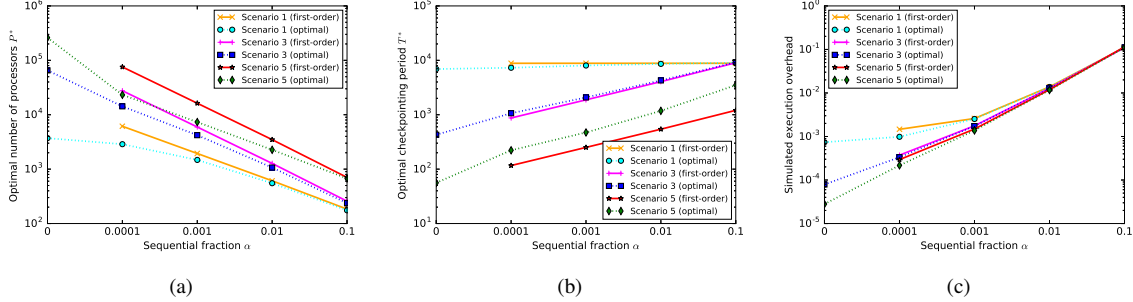 Optimal number of processors P*
10^6
10^5
10^4
10^3
10^2
0
0.0001
0.001
0.01
0.1
Sequential fraction α
Scenario 1 (first-order)
Scenario 1 (optimal)
Scenario 3 (first-order)
Scenario 3 (optimal)
Scenario 5 (first-order)
Scenario 5 (optimal)
(a)
Optimal checkpointing period T*
10^5
10^4
10^3
10^2
10^1
0
0.0001
0.001
0.01
0.1
Sequential fraction α
Scenario 1 (first-order)
Scenario 1 (optimal)
Scenario 3 (first-order)
Scenario 3 (optimal)
Scenario 5 (first-order)
Scenario 5 (optimal)
(b)
Simulated execution overhead
10^0
10^-1
10^-2
10^-3
10^-4
10^-5
0
0.0001
0.001
0.01
0.1
Sequential fraction α
Scenario 1 (first-order)
Scenario 1 (optimal)
Scenario 3 (first-order)
Scenario 3 (optimal)
Scenario 5 (first-order)
Scenario 5 (optimal)
(c)